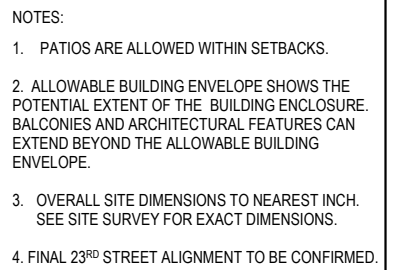 NOTES:
1. PATIOS ARE ALLOWED WITHIN SETBACKS.
2. ALLOWABLE BUILDING ENVELOPE SHOWS THE
POTENTIAL EXTENT OF THE BUILDING ENCLOSURE.
BALCONIES AND ARCHITECTURAL FEATURES CAN
EXTEND BEYOND THE ALLOWABLE BUILDING
ENVELOPE.
3. OVERALL SITE DIMENSIONS TO NEAREST INCH.
SEE SITE SURVEY FOR EXACT DIMENSIONS.
4. FINAL 23RD STREET ALIGNMENT TO BE CONFIRMED.